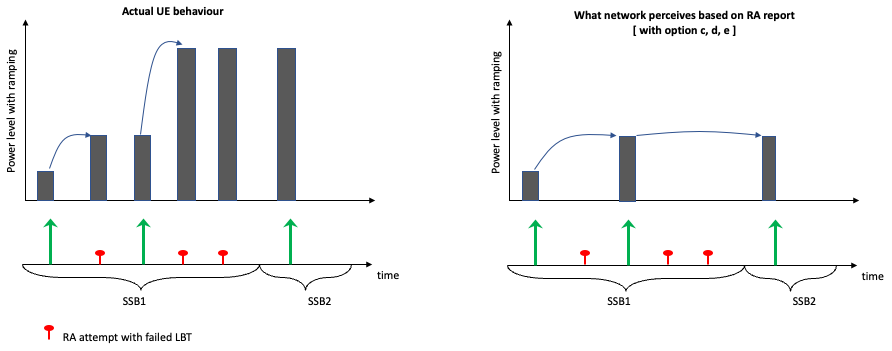 Actual UE behaviour
Power level with ramping
time
SSB1
SSB2
RA attempt with failed LBT
What network perceives based on RA report
[ with option c, d, e ]
Power level with ramping
time
SSB1
SSB2